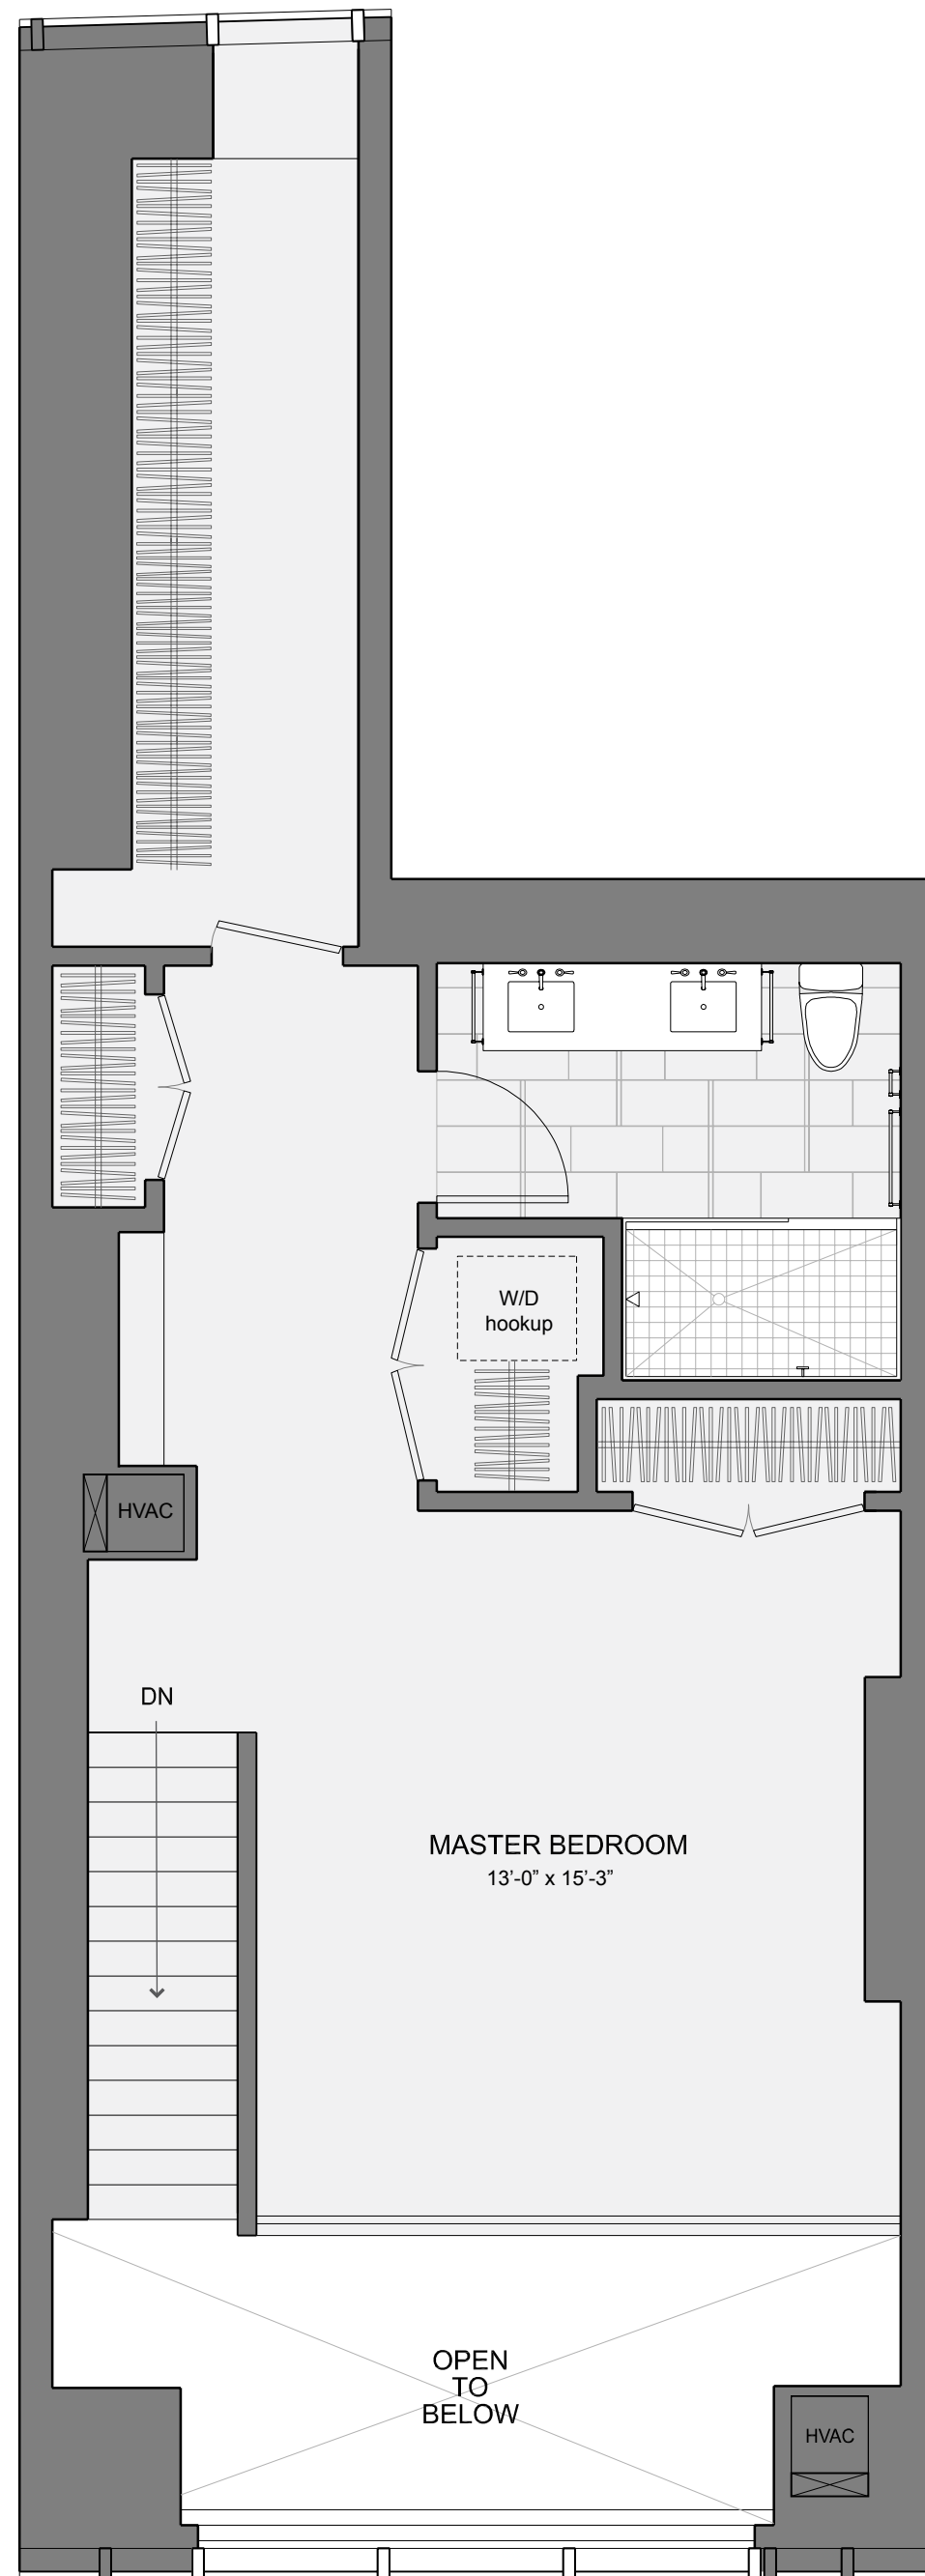 W/D
hookup
HVAC
DN
MASTER BEDROOM
13’-0” x 15’-3”
OPEN
TO
BELOW
HVAC